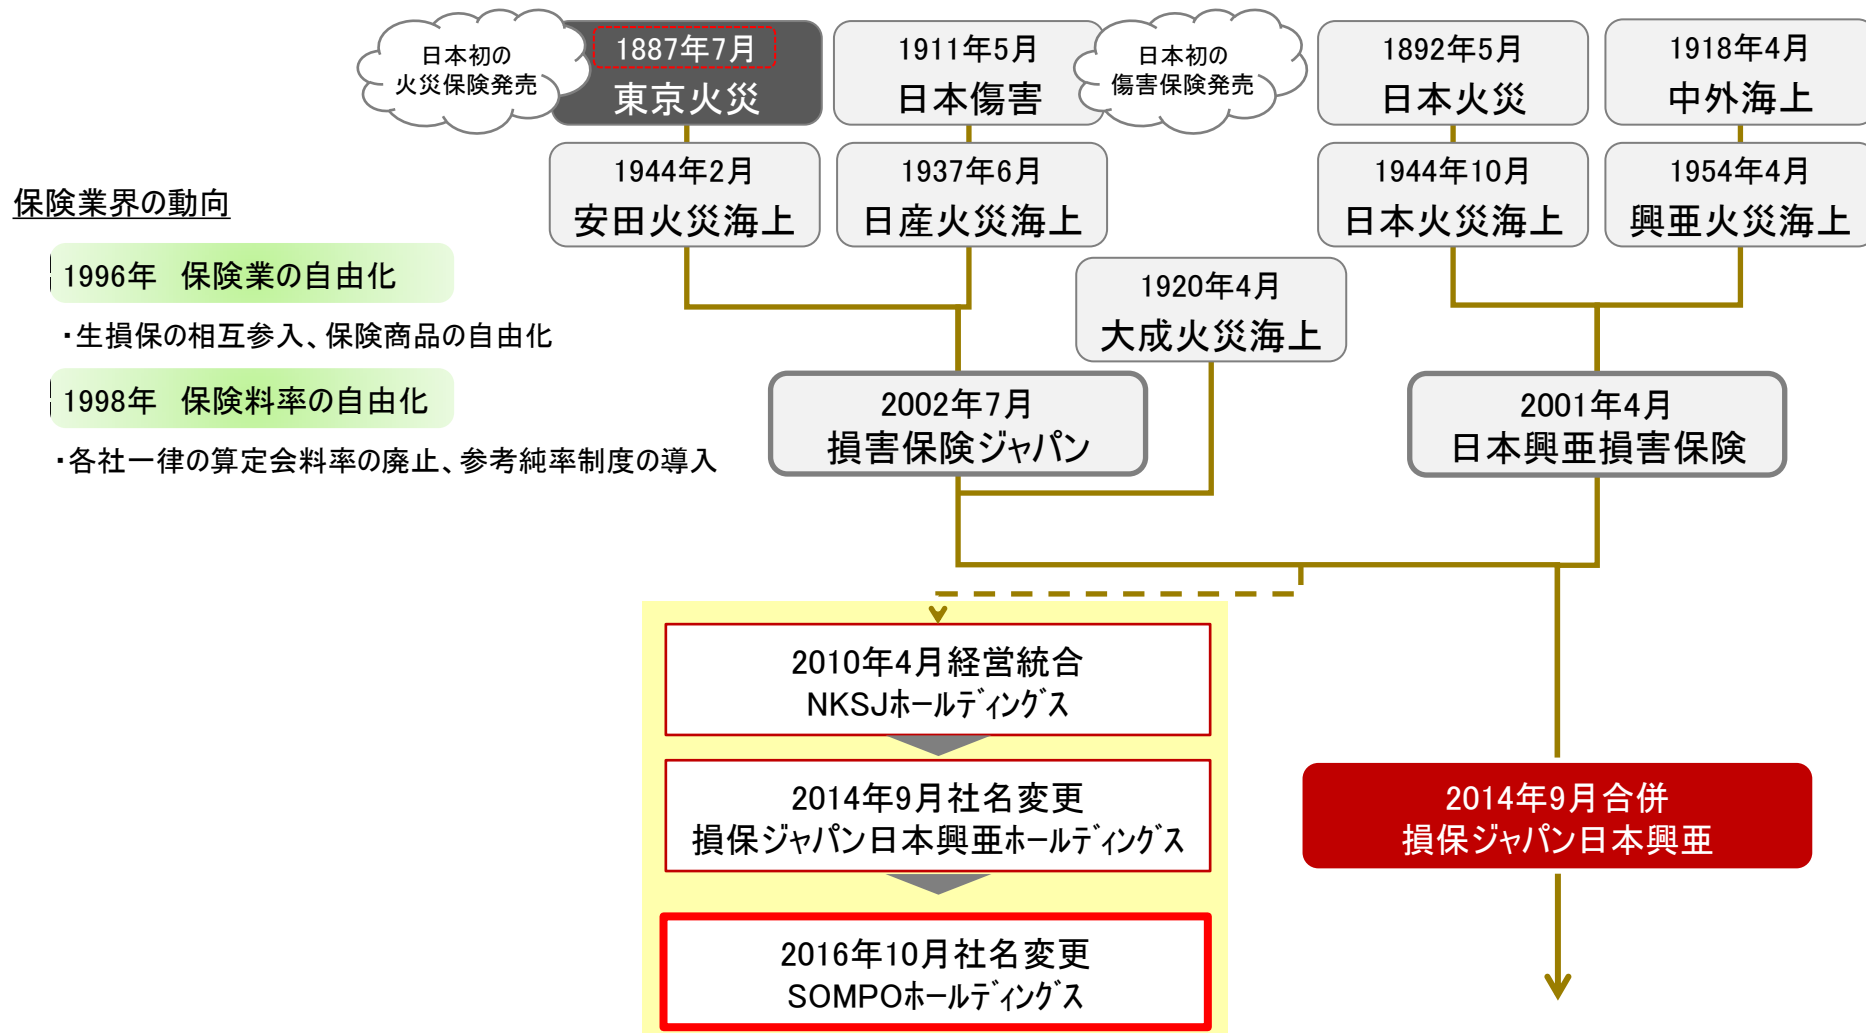 日本初の
火災保険発売
1887年7月
東京火災
1911年5月
日本傷害
日本初の
傷害保険発売
1892年5月
日本火災
1918年4月
中外海上
1944年2月
安田火災海上
1937年6月
日産火災海上
1944年10月
日本火災海上
1954年4月
興亜火災海上
保険業界の動向
1996年 保険業の自由化
・生損保の相互参入、保険商品の自由化
1998年 保険料率の自由化
・各社一律の算定会料率の廃止、参考純率制度の導入
1920年4月
大成火災海上
2002年7月
損害保険ジャパン
2001年4月
日本興亜損害保険
2010年4月経営統合
NKSJホールディングス
2014年9月社名変更
損保ジャパン日本興亜ホールディングス
2016年10月社名変更
SOMPOホールディングス
2014年9月合併
損保ジャパン日本興亜